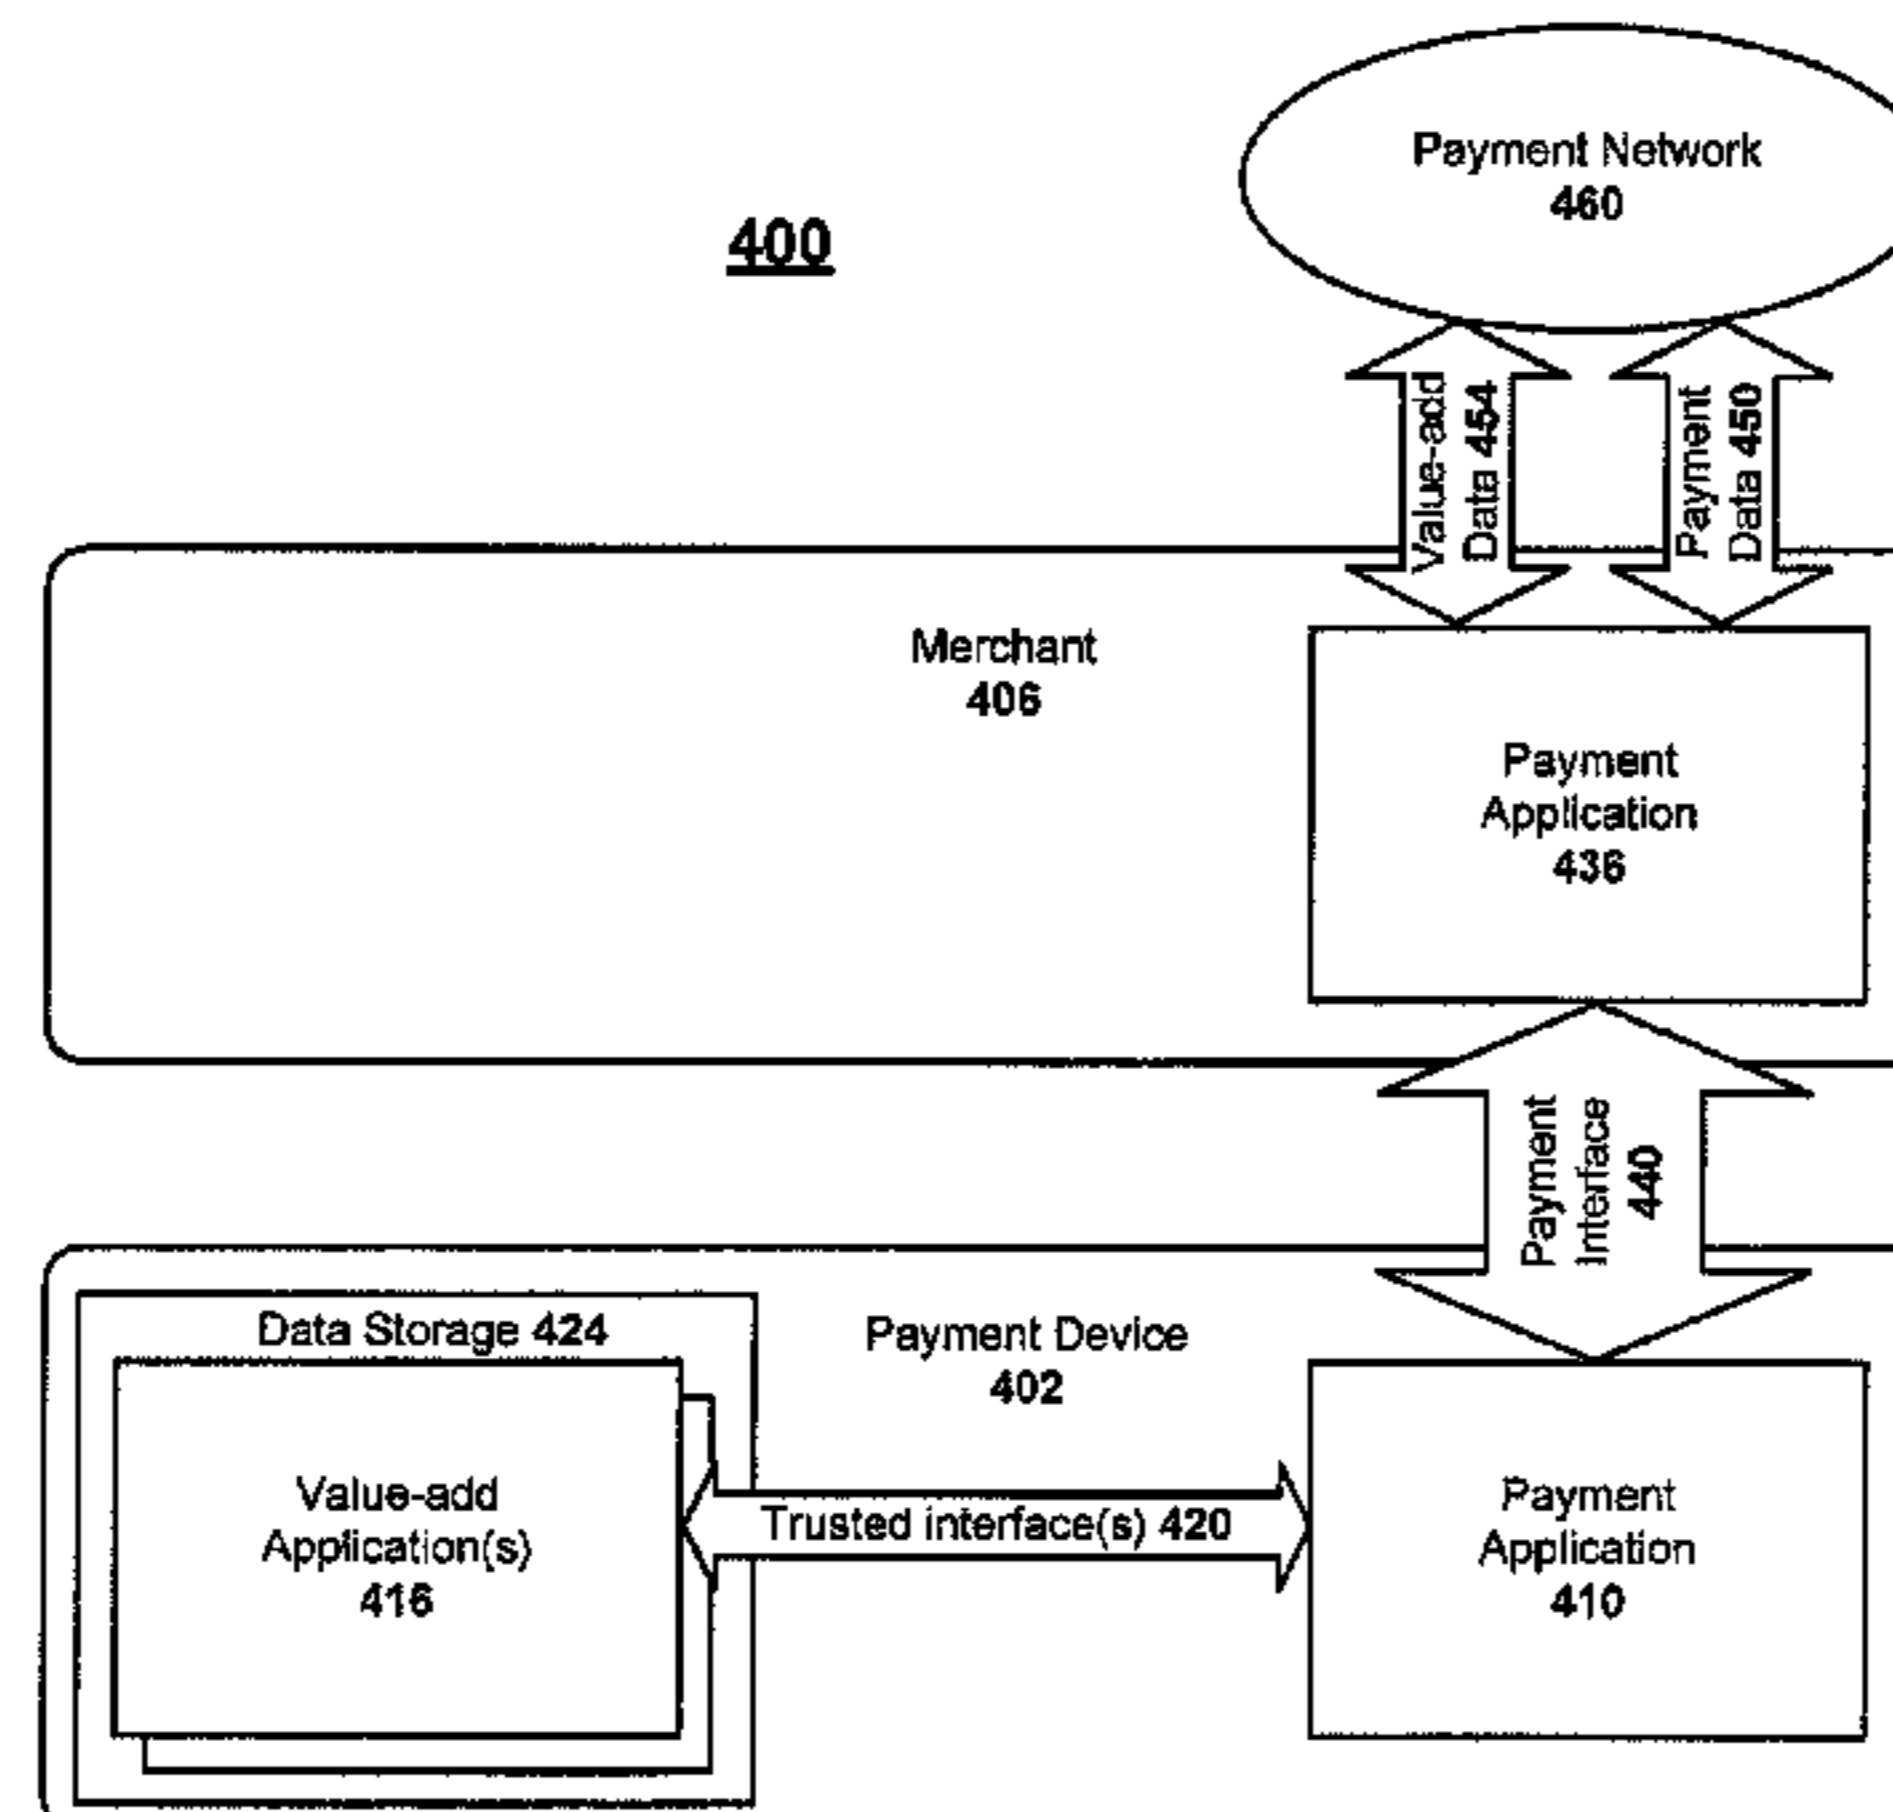 Payment Network
460
400
Value-add
Data 454
Payment
Data 450
Merchant
406
Payment
Application
436
Payment
Interface
440
Data Storage 424
Payment Device
402
Value-add
Application(s)
416
Trusted interface(s) 420
Payment
Application
410